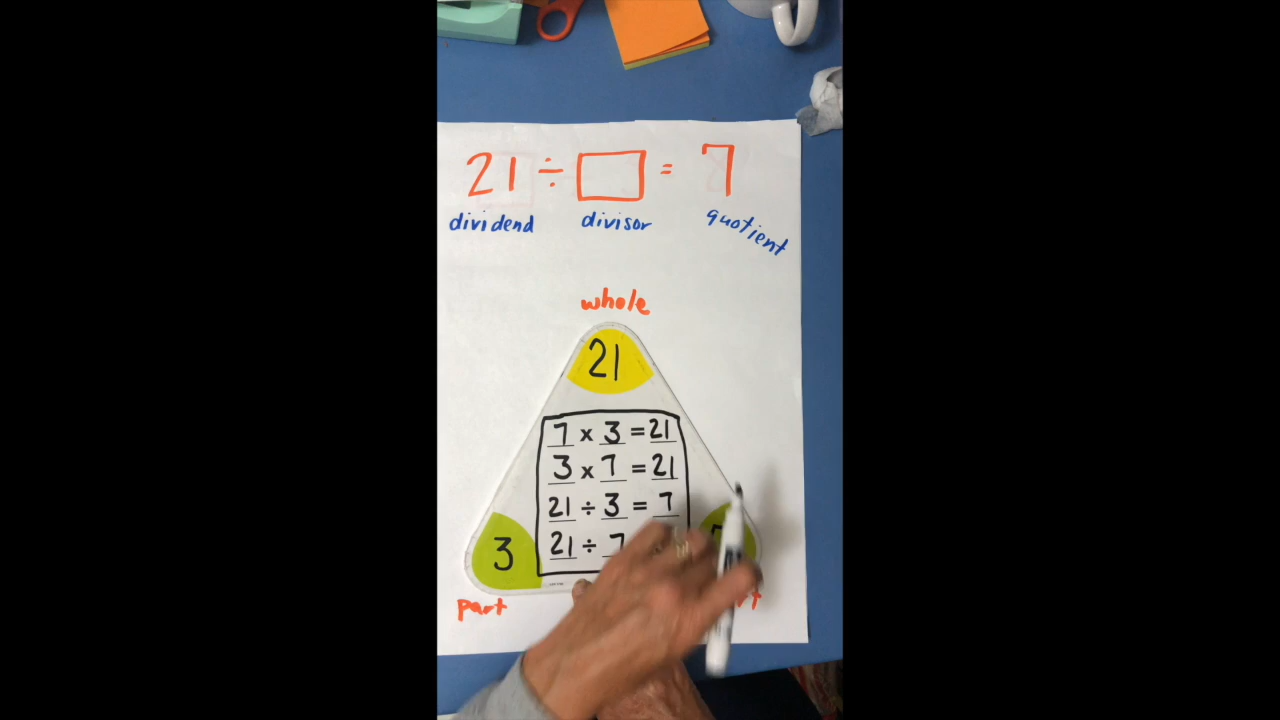 21 ÷ = 7
dividend divisor quotient
whole
21
7 x 3 = 21
3 x 7 = 21
21 ÷ 3 = 7
21 ÷ 7
3
part